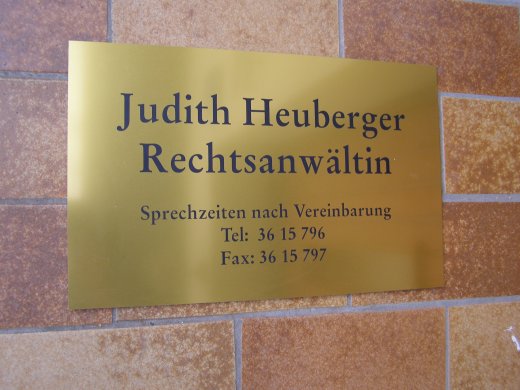 Judith Heuberger
Rechtsanwältin
Sprechzeiten nach Vereinbarung
Tel: 36 15 796
Fax: 36 15 797